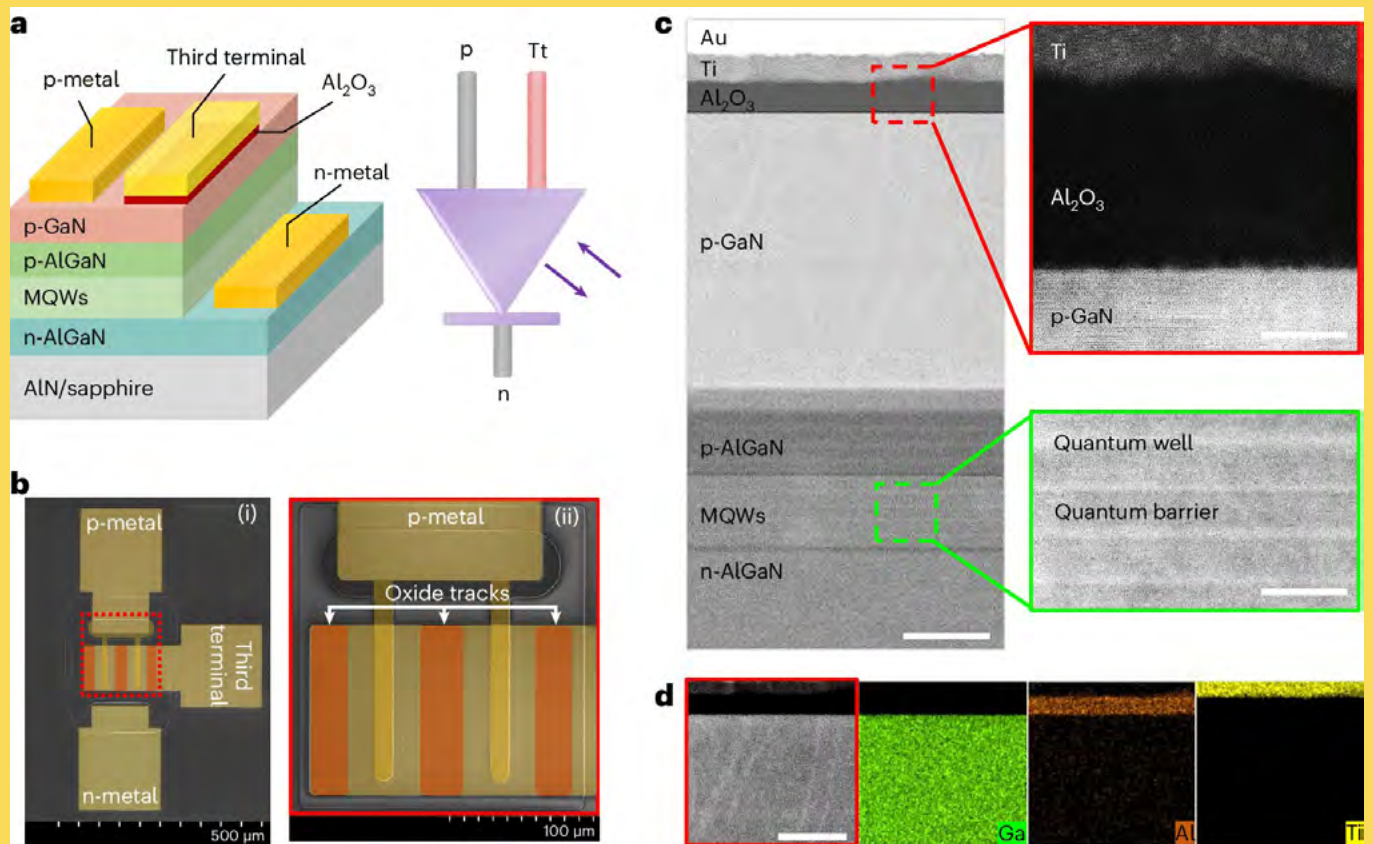 a
p-metal
Third terminal
Al₂O₃
n-metal
p-GaN
p-AlGaN
MQWs
n-AlGaN
AlN/sapphire
p
Tt
n
b
(i)
p-metal
Third
terminal
n-metal
500 μm
(ii)
p-metal
Oxide tracks
100 μm
c
Au
Ti
Al₂O₃
p-GaN
p-AlGaN
MQWs
n-AlGaN
Ti
Al₂O₃
p-GaN
Quantum well
Quantum barrier
d
Ga
Al
Ti